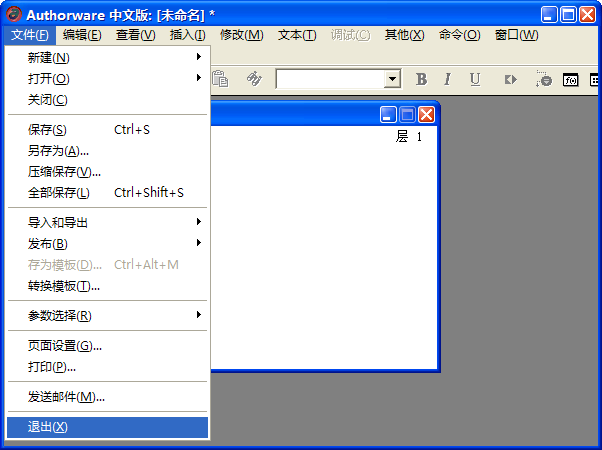 Authorware 中文版: [未命名] *
文件(F) 编辑(E) 查看(V) 插入(I) 修改(M) 文本(T) 调试(C) 其他(X) 命令(O) 窗口(W)
B I U
新建(N)
打开(O)
关闭(C)
层 1
保存(S) Ctrl+S
另存为(A)...
压缩保存(V)...
全部保存(L) Ctrl+Shift+S
导入和导出
发布(B)
存为模板(D)... Ctrl+Alt+M
转换模板(T)...
参数选择(R)
页面设置(G)...
打印(P)...
发送邮件(M)...
退出(X)